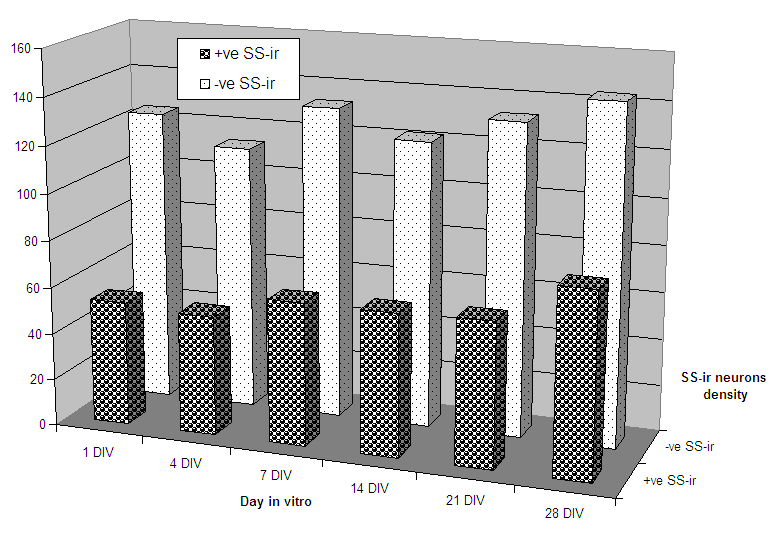 160
140
120
100
80
60
40
20
0
+ve SS-ir
-ve SS-ir
1 DIV
4 DIV
7 DIV
14 DIV
21 DIV
28 DIV
Day in vitro
SS-ir neurons
density
-ve SS-ir
+ve SS-ir